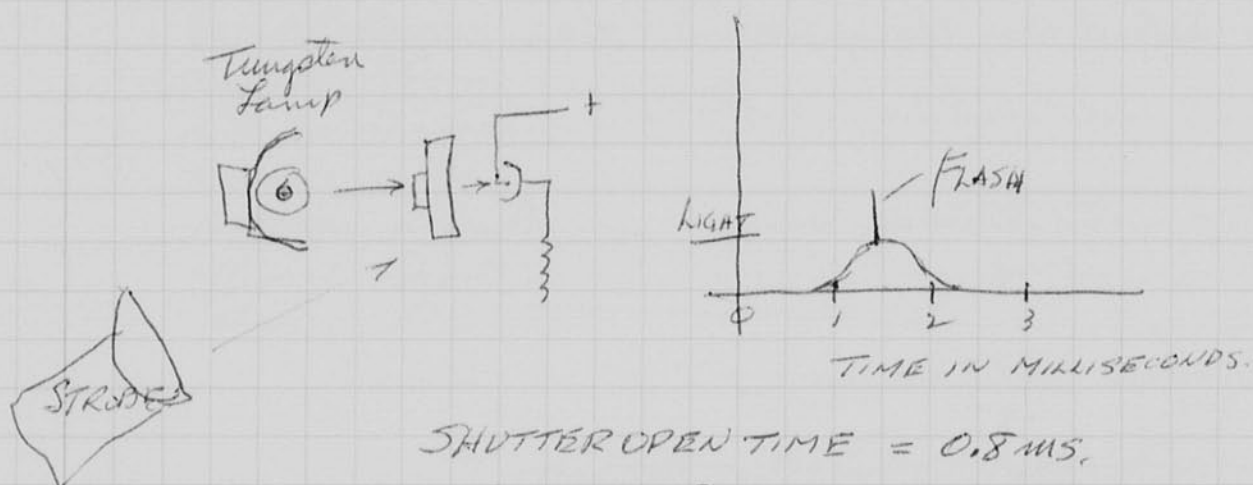 Tungsten
Lamp
+
FLASH
LIGHT
0 1 2 3
TIME IN MILLISECONDS.
STROBE
SHUTTER OPEN TIME = 0.8 MS.